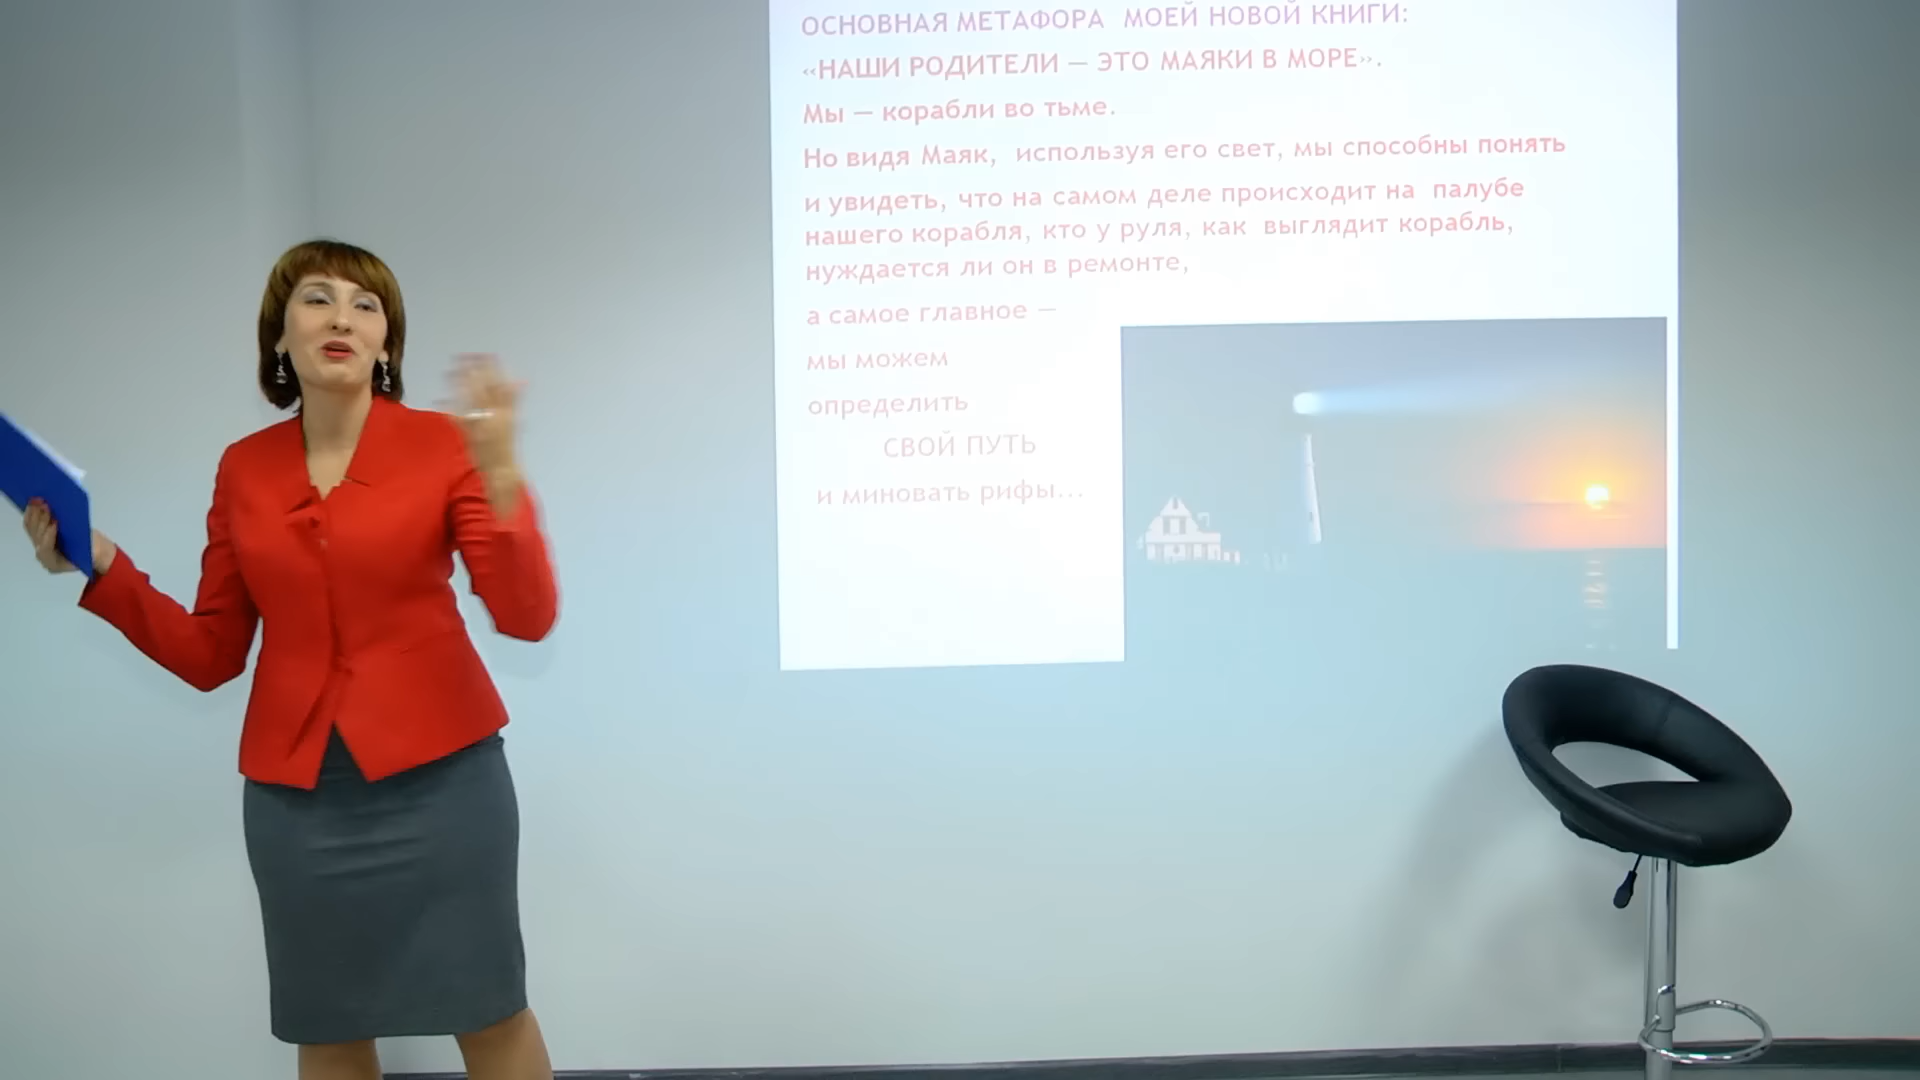 ОСНОВНАЯ МЕТАФОРА МОЕЙ НОВОЙ КНИГИ:
«НАШИ РОДИТЕЛИ — ЭТО МАЯКИ В МОРЕ».
Мы — корабли во тьме.
Но видя Маяк, используя его свет, мы способны понять
и увидеть, что на самом деле происходит на палубе
нашего корабля, кто у руля, как выглядит корабль,
нуждается ли он в ремонте,
а самое главное —
мы можем
определить
СВОЙ ПУТЬ
и миновать рифы...